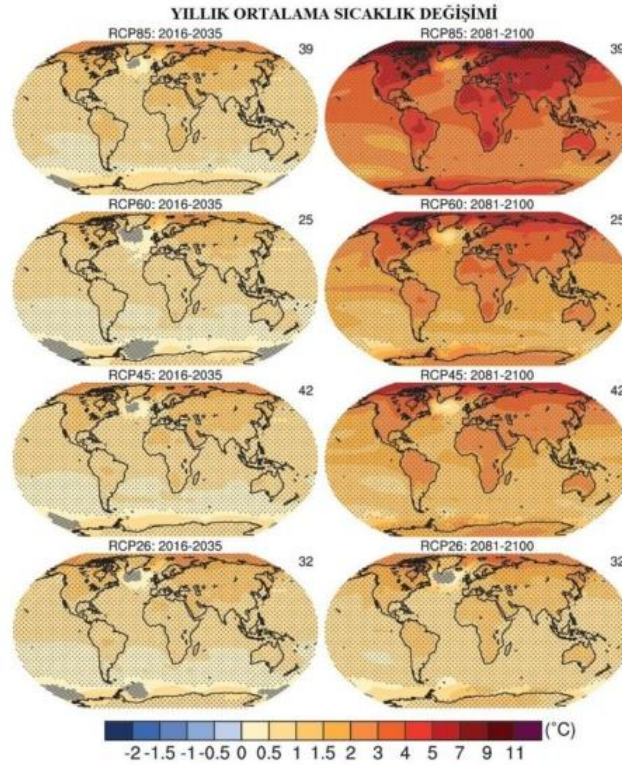 YILLIK ORTALAMA SICAKLIK DEĞİŞİMİ
RCP85: 2016-2035
39
RCP85: 2081-2100
39
RCP60: 2016-2035
25
RCP60: 2081-2100
25
RCP45: 2016-2035
42
RCP45: 2081-2100
42
RCP26: 2016-2035
32
RCP26: 2081-2100
32
(°C)
-2 -1.5 -1 -0.5 0 0.5 1 1.5 2 3 4 5 7 9 11